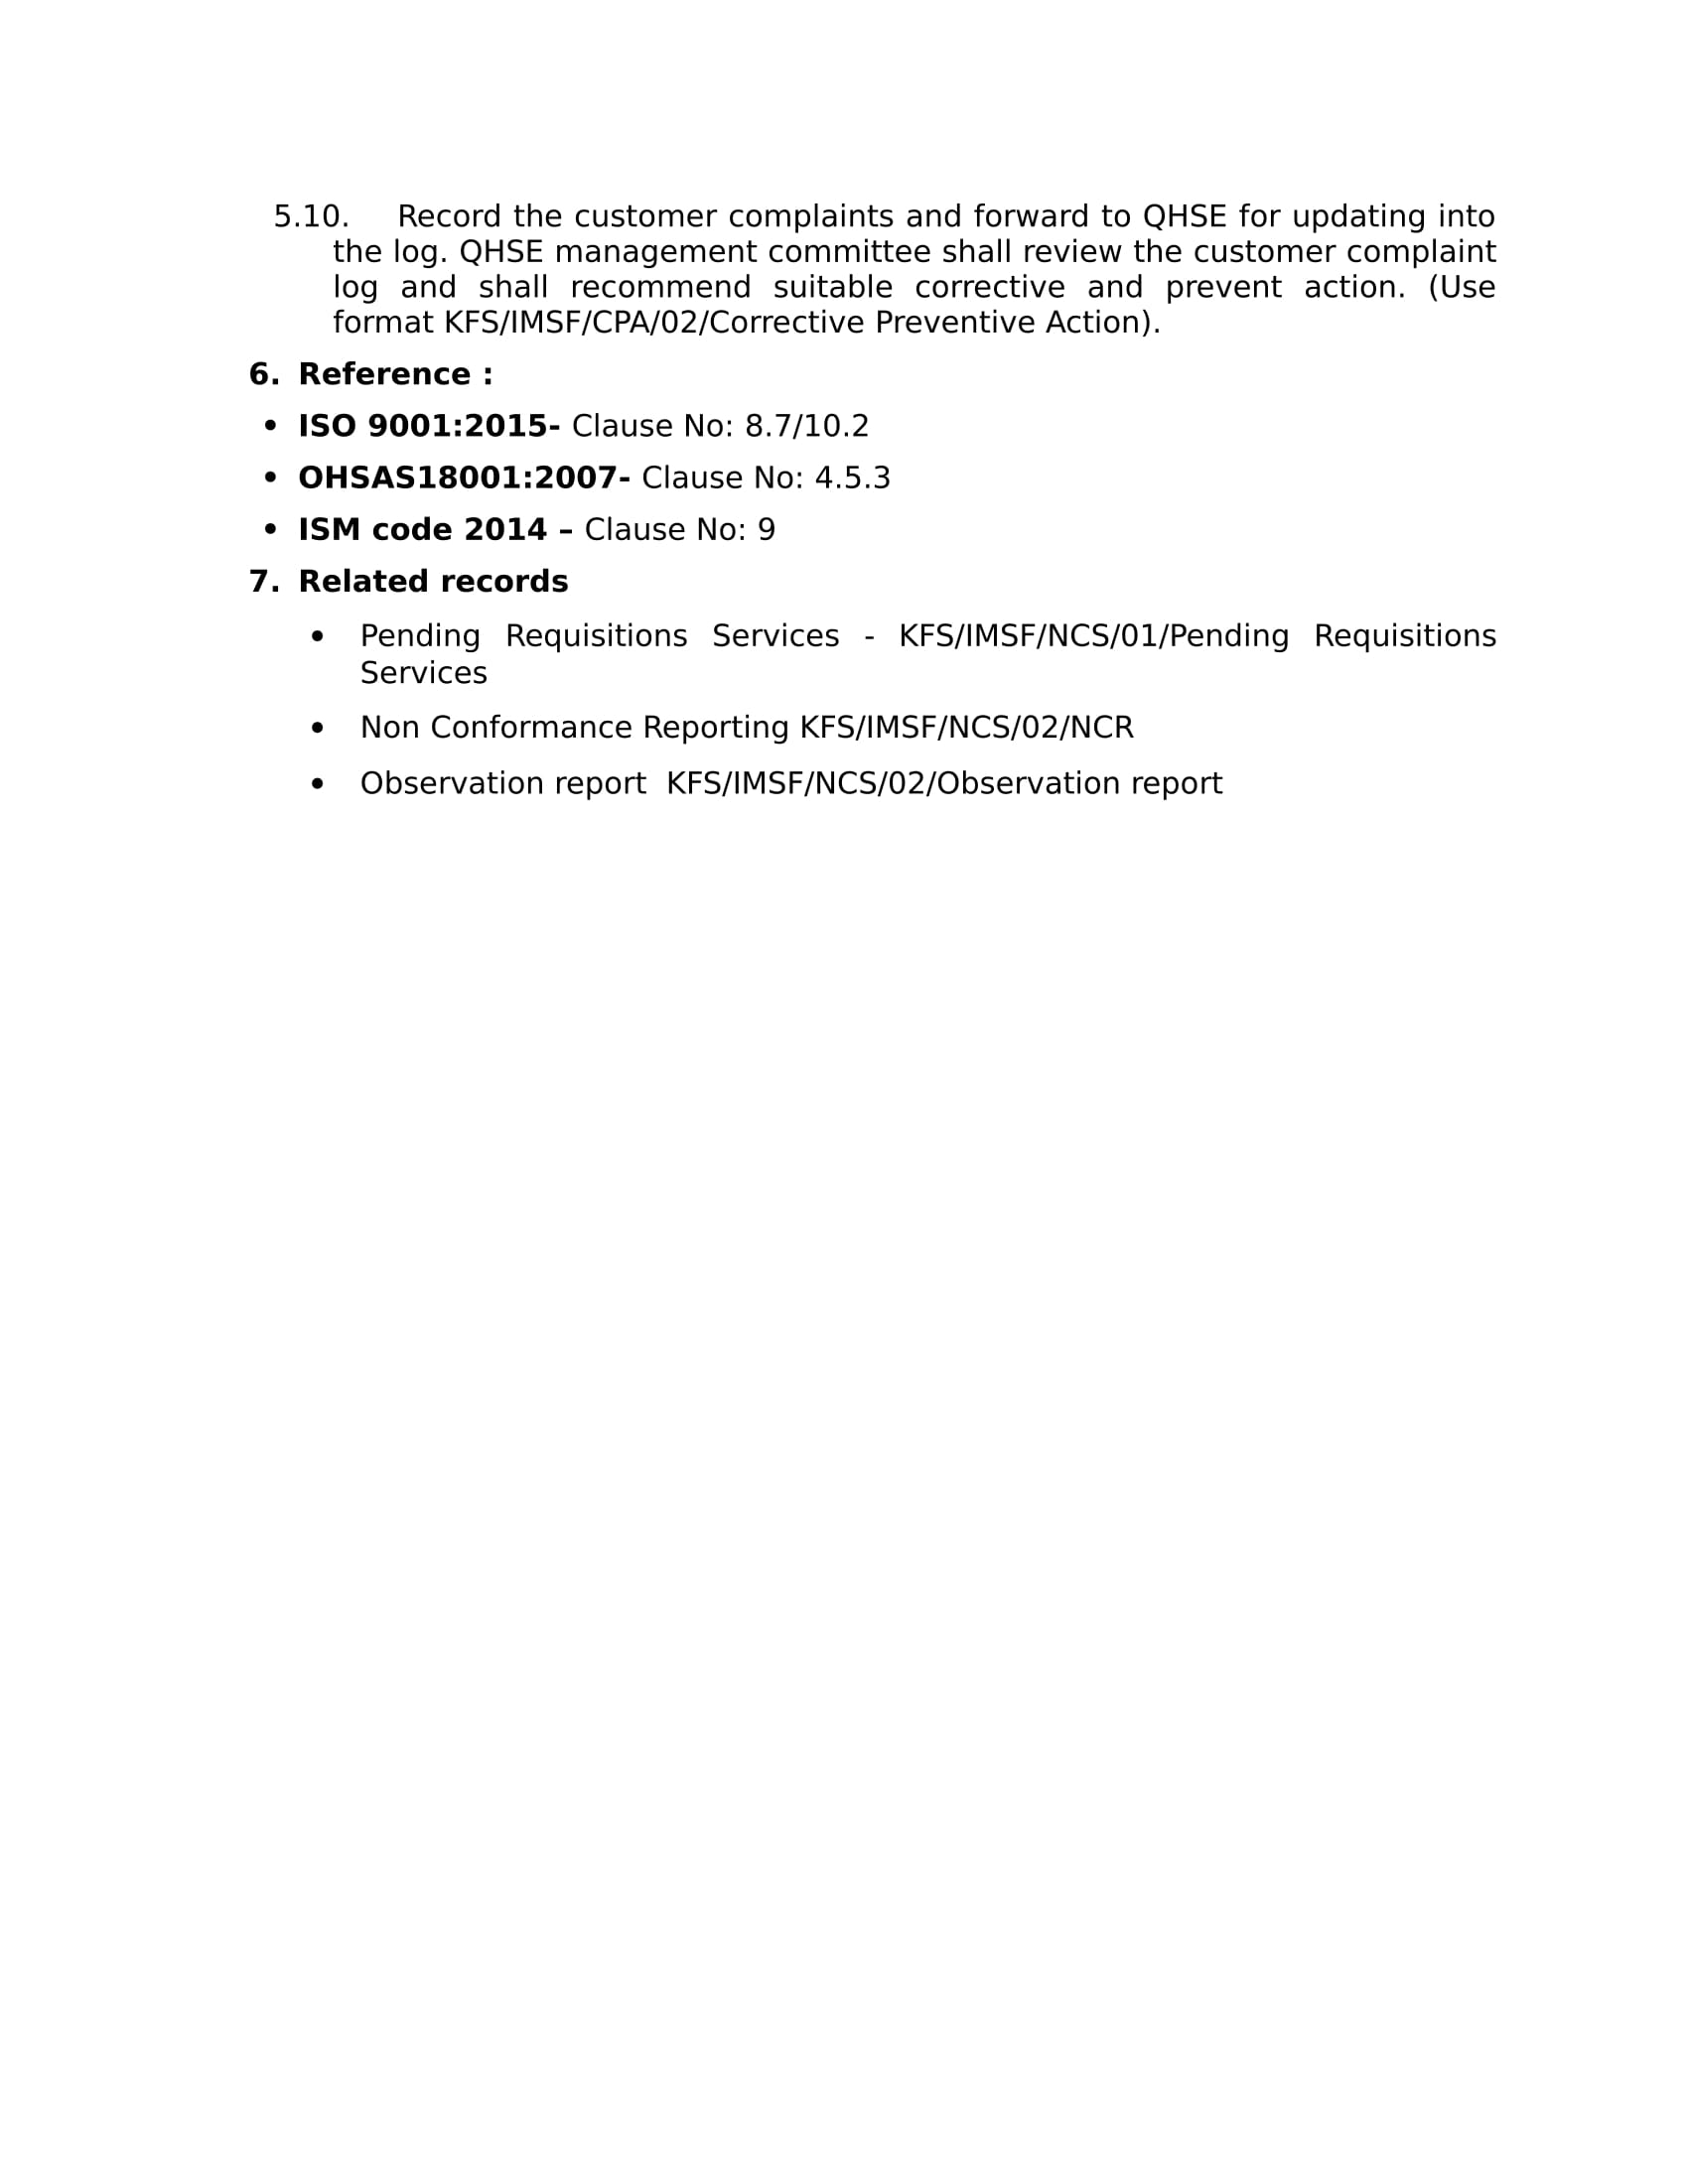 5.10. Record the customer complaints and forward to QHSE for updating into
the log. QHSE management committee shall review the customer complaint
log and shall recommend suitable corrective and prevent action. (Use
format KFS/IMSF/CPA/02/Corrective Preventive Action).
6. Reference :
• ISO 9001:2015- Clause No: 8.7/10.2
• OHSAS18001:2007- Clause No: 4.5.3
• ISM code 2014 – Clause No: 9
7. Related records
• Pending Requisitions Services - KFS/IMSF/NCS/01/Pending Requisitions
Services
• Non Conformance Reporting KFS/IMSF/NCS/02/NCR
• Observation report  KFS/IMSF/NCS/02/Observation report